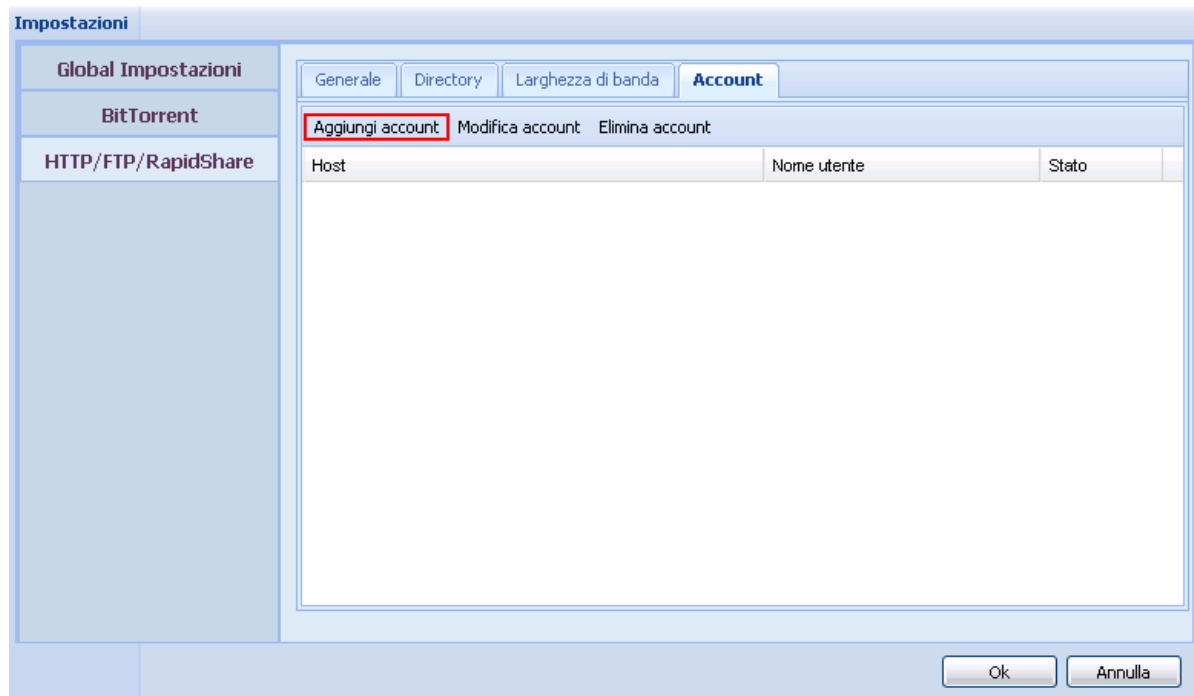 Impostazioni
Global Impostazioni
BitTorrent
HTTP/FTP/RapidShare
Generale Directory Larghezza di banda Account
Aggiungi account Modifica account Elimina account
Host Nome utente Stato
Ok Annulla